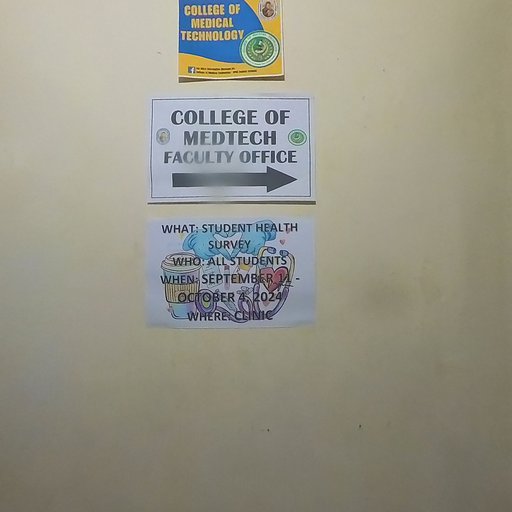 COLLEGE OF
MEDICAL
TECHNOLOGY
COLLEGE OF
MEDTECH
FACULTY OFFICE
WHAT: STUDENT HEALTH
SURVEY
WHO: ALL STUDENTS
WHEN: SEPTEMBER 11 -
OCTOBER 4, 2024
WHERE: CLINIC